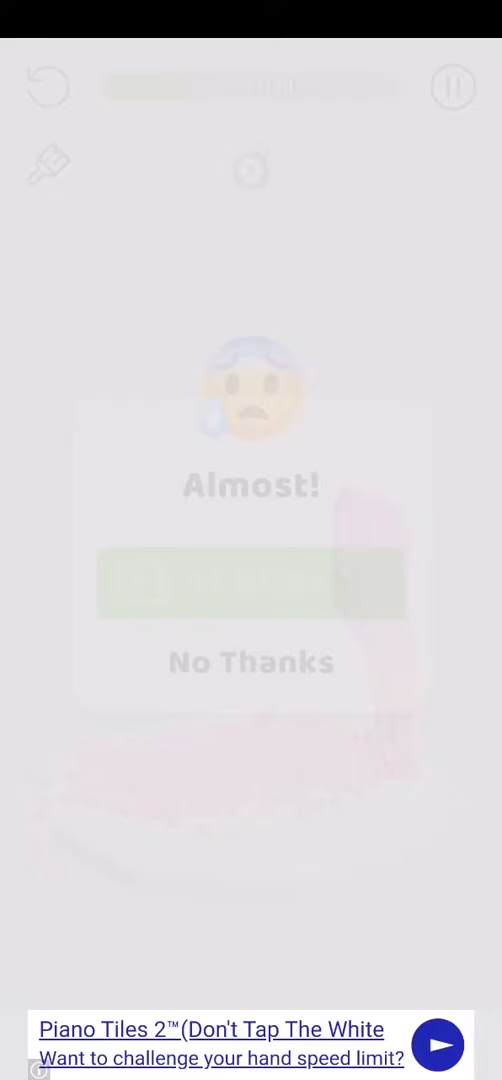 Almost!
No Thanks
Piano Tiles 2™(Don't Tap The White
Want to challenge your hand speed limit?